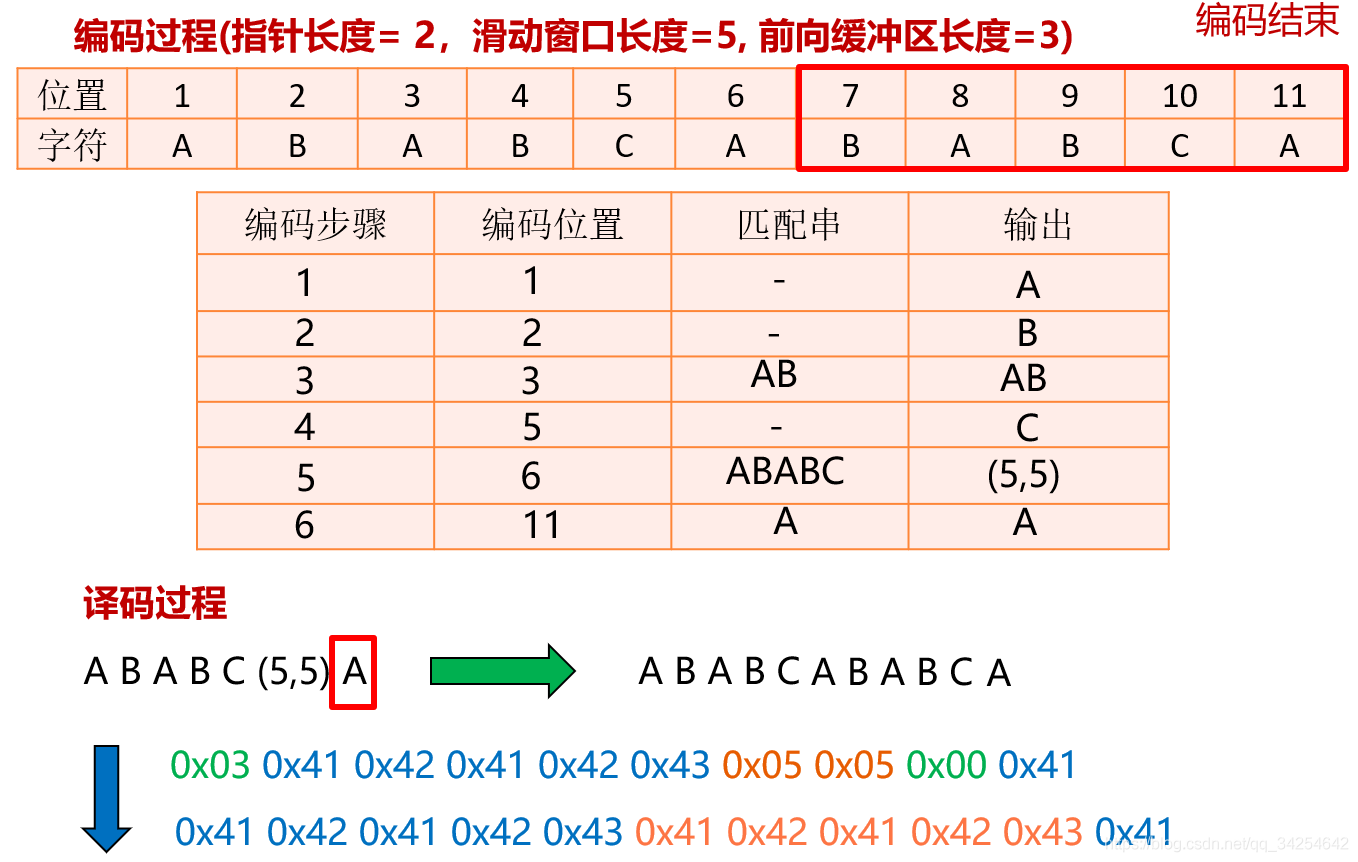 编码过程(指针长度= 2，滑动窗口长度=5, 前向缓冲区长度=3)
编码结束
位置 1 2 3 4 5 6 7 8 9 10 11
字符 A B A B C A B A B C A
编码步骤 编码位置 匹配串 输出
1 1 - A
2 2 - B
3 3 AB AB
4 5 - C
5 6 ABABC (5,5)
6 11 A A
译码过程
A B A B C (5,5) A A B A B C A B A B C A
0x03 0x41 0x42 0x41 0x42 0x43 0x05 0x05 0x00 0x41
0x41 0x42 0x41 0x42 0x43 0x41 0x42 0x41 0x42 0x43 0x41
https://blog.csdn.net/qq_34254642